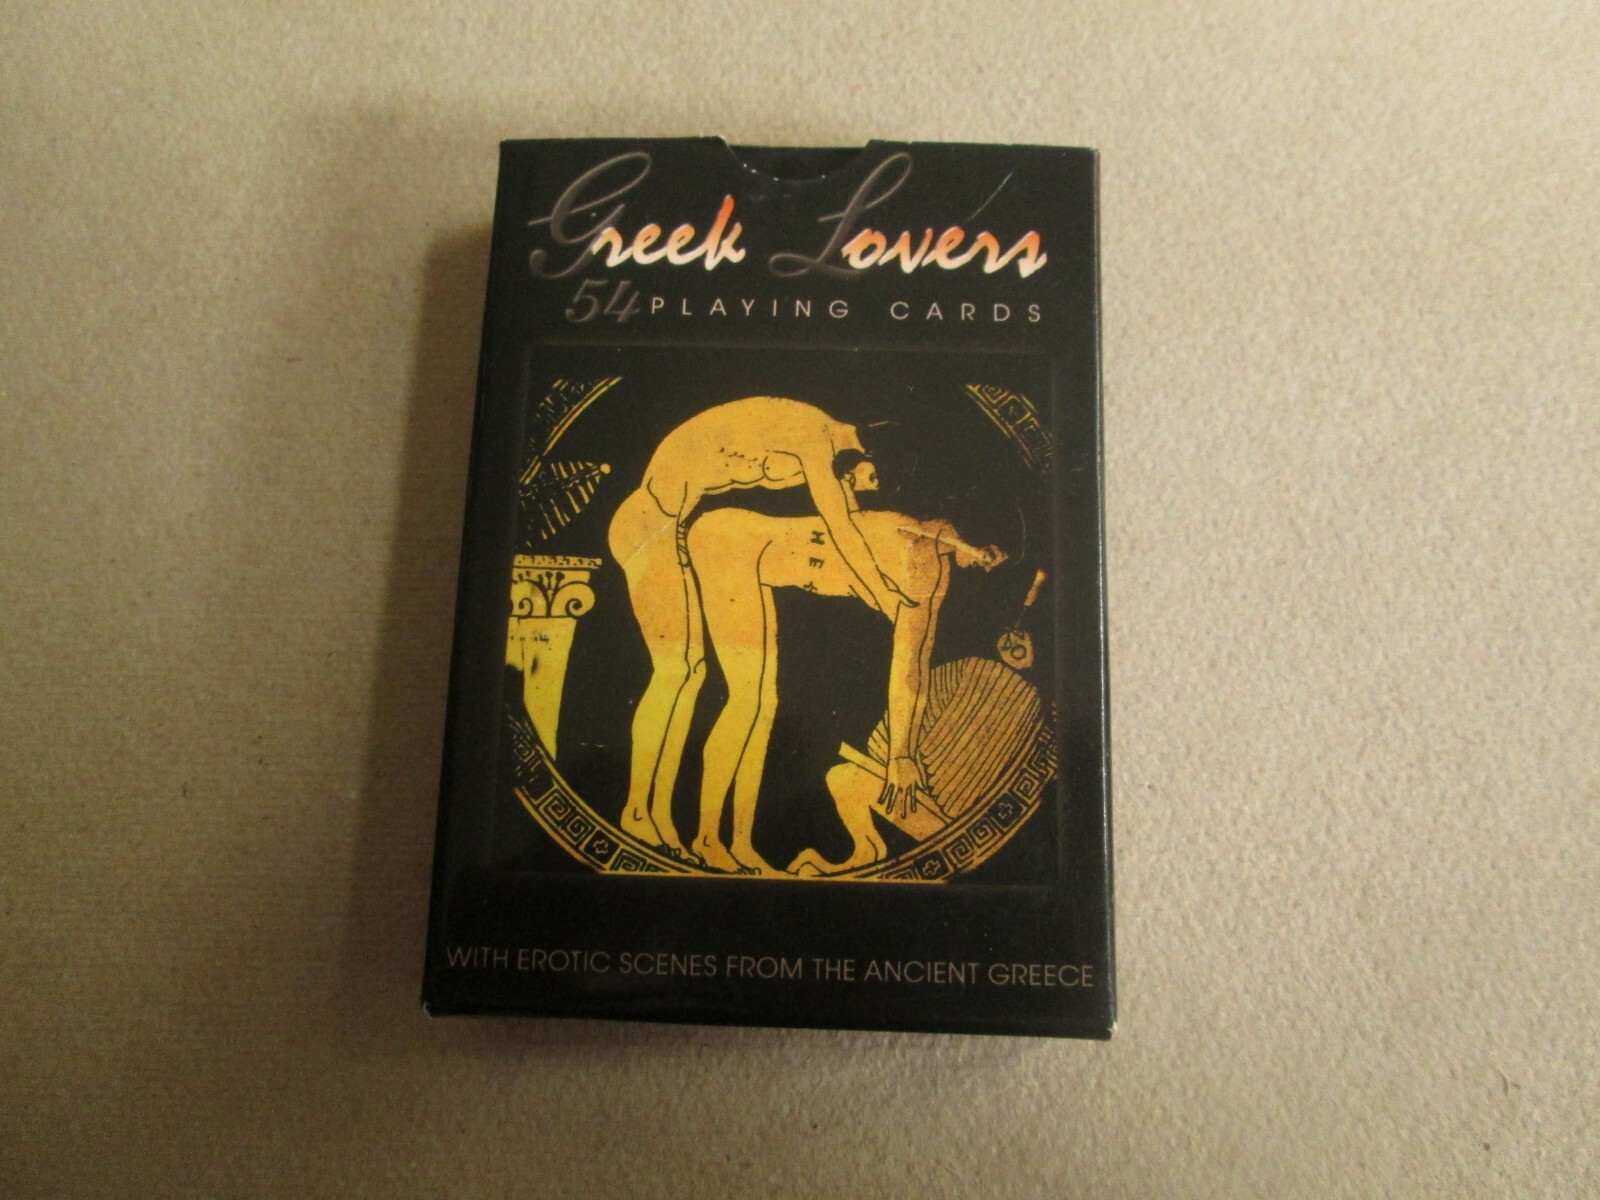 Greek Lovers
54 PLAYING CARDS
WITH EROTIC SCENES FROM THE ANCIENT GREECE